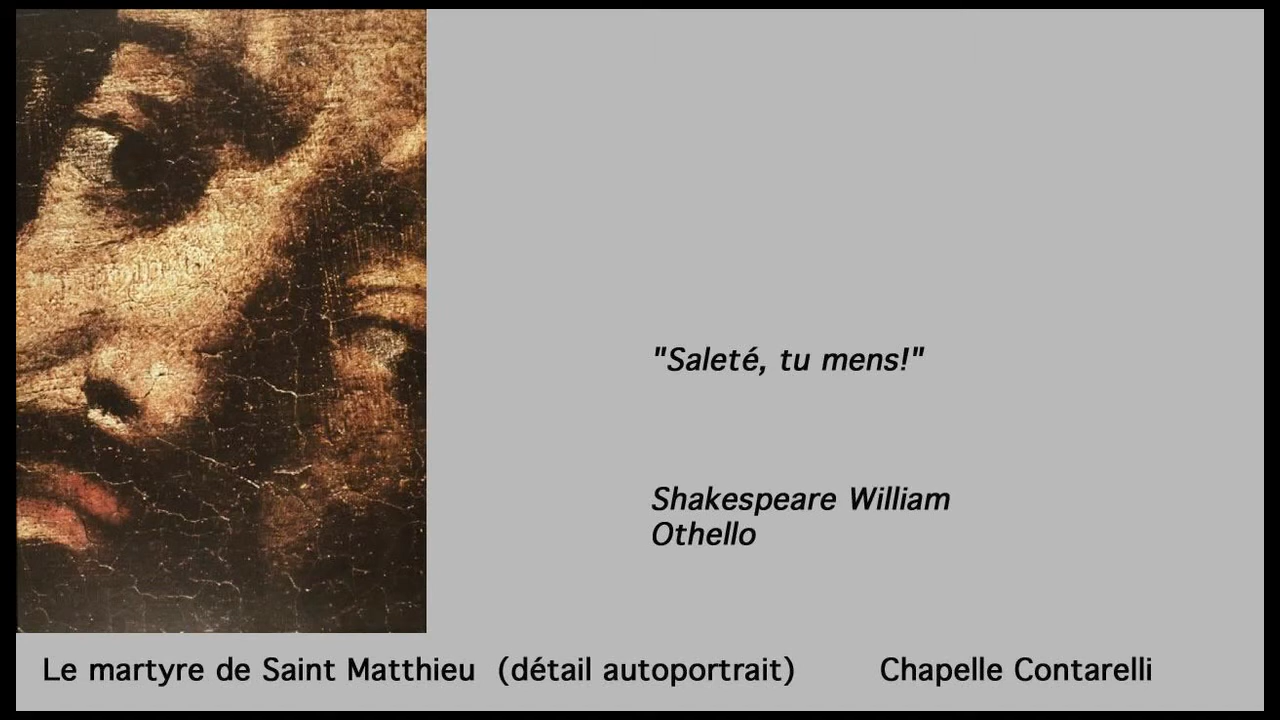 "Saleté, tu mens!"
Shakespeare William
Othello
Le martyre de Saint Matthieu (détail autoportrait) Chapelle Contarelli